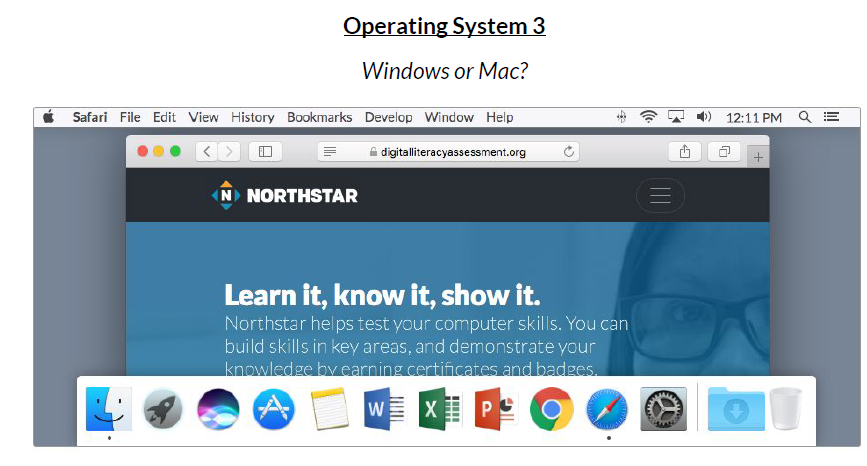 Operating System 3
Windows or Mac?
Safari File Edit View History Bookmarks Develop Window Help 12:11 PM
digitalliteracyassessment.org
N NORTHSTAR
Learn it, know it, show it.
Northstar helps test your computer skills. You can
build skills in key areas, and demonstrate your
knowledge by earning certificates and badges.
W X P